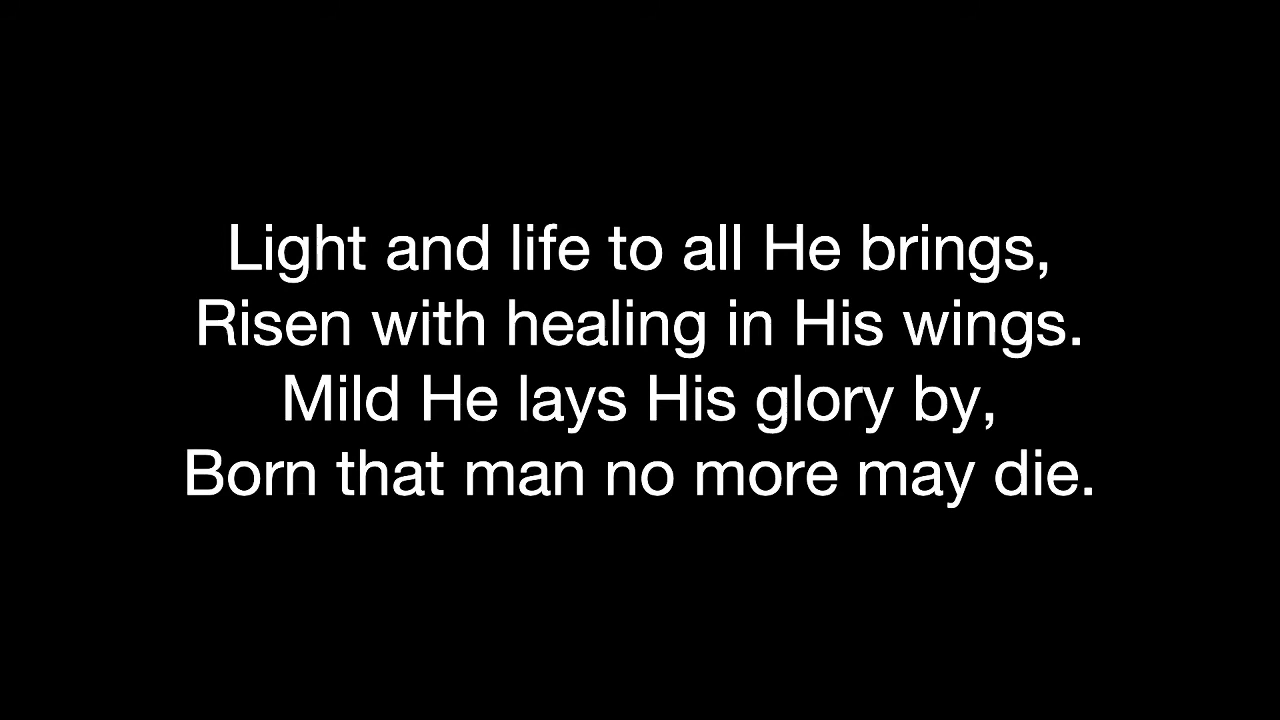 Light and life to all He brings,
Risen with healing in His wings.
Mild He lays His glory by,
Born that man no more may die.